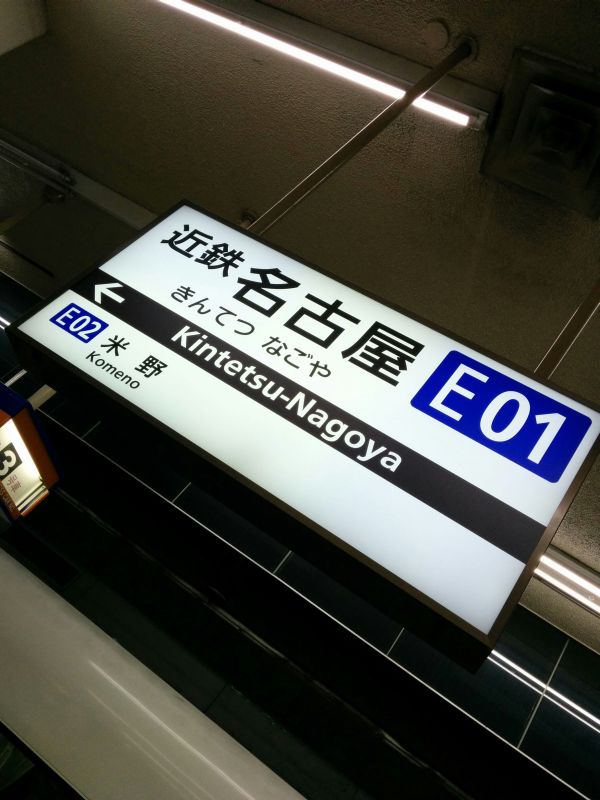 近鉄名古屋
きんてつ なごや
E01
Kintetsu-Nagoya
E02
米野
Komeno
3